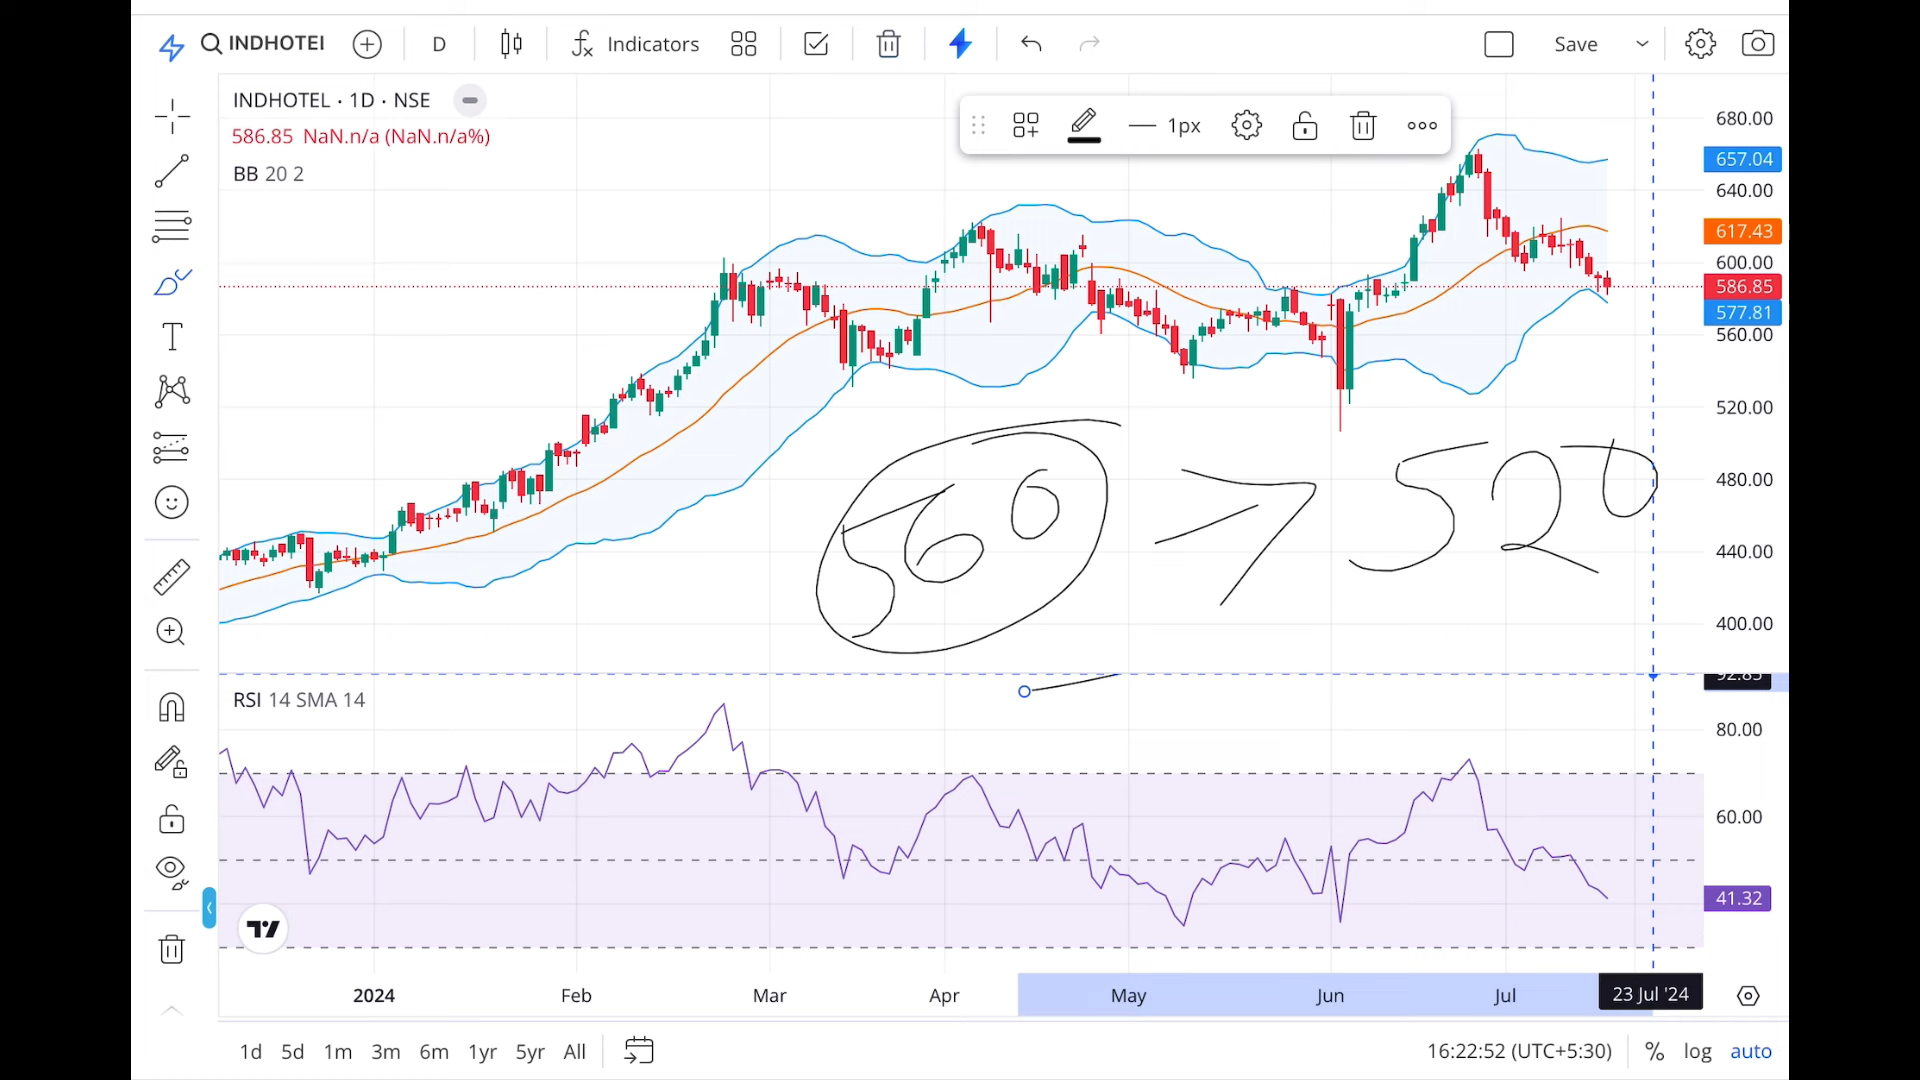 INDHOTEl D Indicators Save
INDHOTEL · 1D · NSE
586.85 NaN.n/a (NaN.n/a%)
BB 20 2
1px
680.00
657.04
640.00
617.43
600.00
586.85
577.81
560.00
520.00
480.00
440.00
400.00
560 → 520
RSI 14 SMA 14
92.85
80.00
60.00
41.32
2024 Feb Mar Apr May Jun Jul 23 Jul '24
1d 5d 1m 3m 6m 1yr 5yr All 16:22:52 (UTC+5:30) % log auto